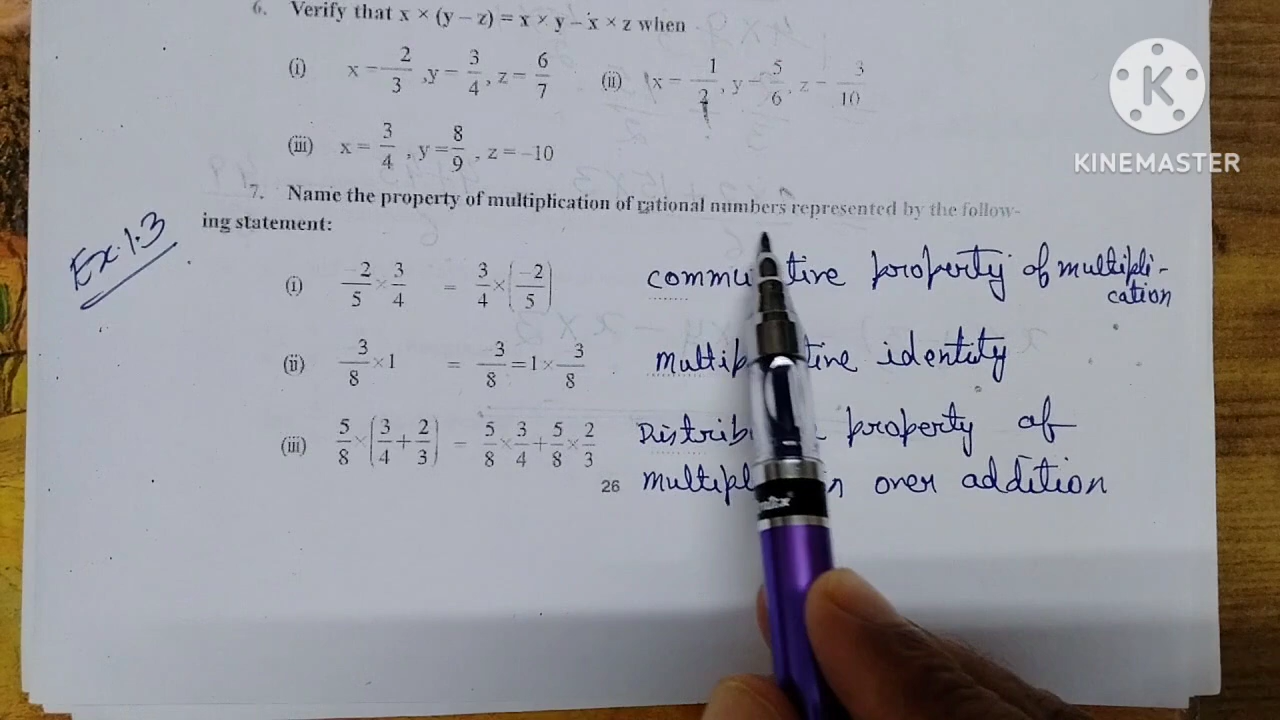 6. Verify that x × (y – z) = x × y – x × z when
(i) x = 2/3 , y = 3/4 , z = 6/7 (ii) x = 1/2 , y = 5/6 , z = 3/10
(iii) x = 3/4 , y = 8/9 , z = –10
KINEMASTER
7. Name the property of multiplication of rational numbers represented by the follow-
ing statement:
Ex.1.3
(i) –2/5 × 3/4 = 3/4 × (–2/5) property of multipli-
cation
(ii) 3/8 × 1 = 3/8 = 1 × 3/8 identity
(iii) 5/8 × (3/4 + 2/3) = 5/8 × 3/4 + 5/8 × 2/3 property of
26 over addition